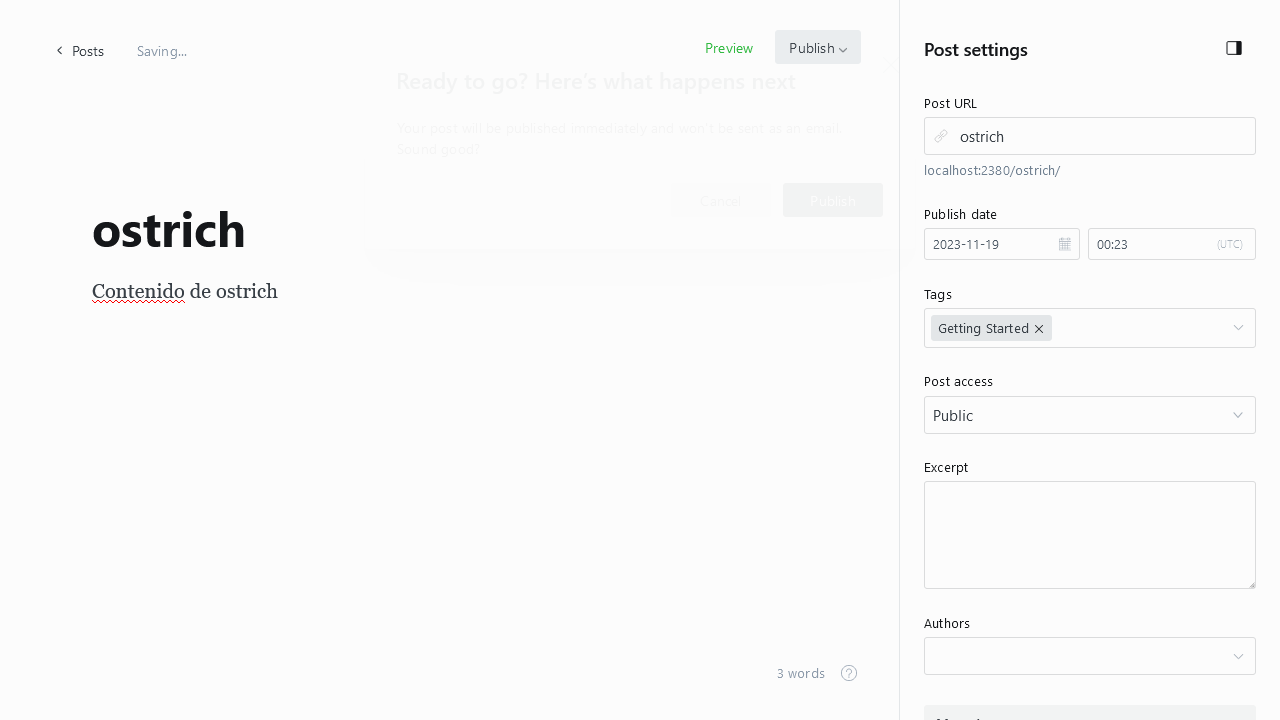 Posts
Saving...
Preview
Publish
Ready to go? Here's what happens next
Your post will be published immediately and won't be sent as an email.
Sound good?
Cancel
Publish
ostrich
Contenido de ostrich
3 words
?
Post settings
Post URL
ostrich
localhost:2380/ostrich/
Publish date
2023-11-19
00:23
(UTC)
Tags
Getting Started
Post access
Public
Excerpt
Authors